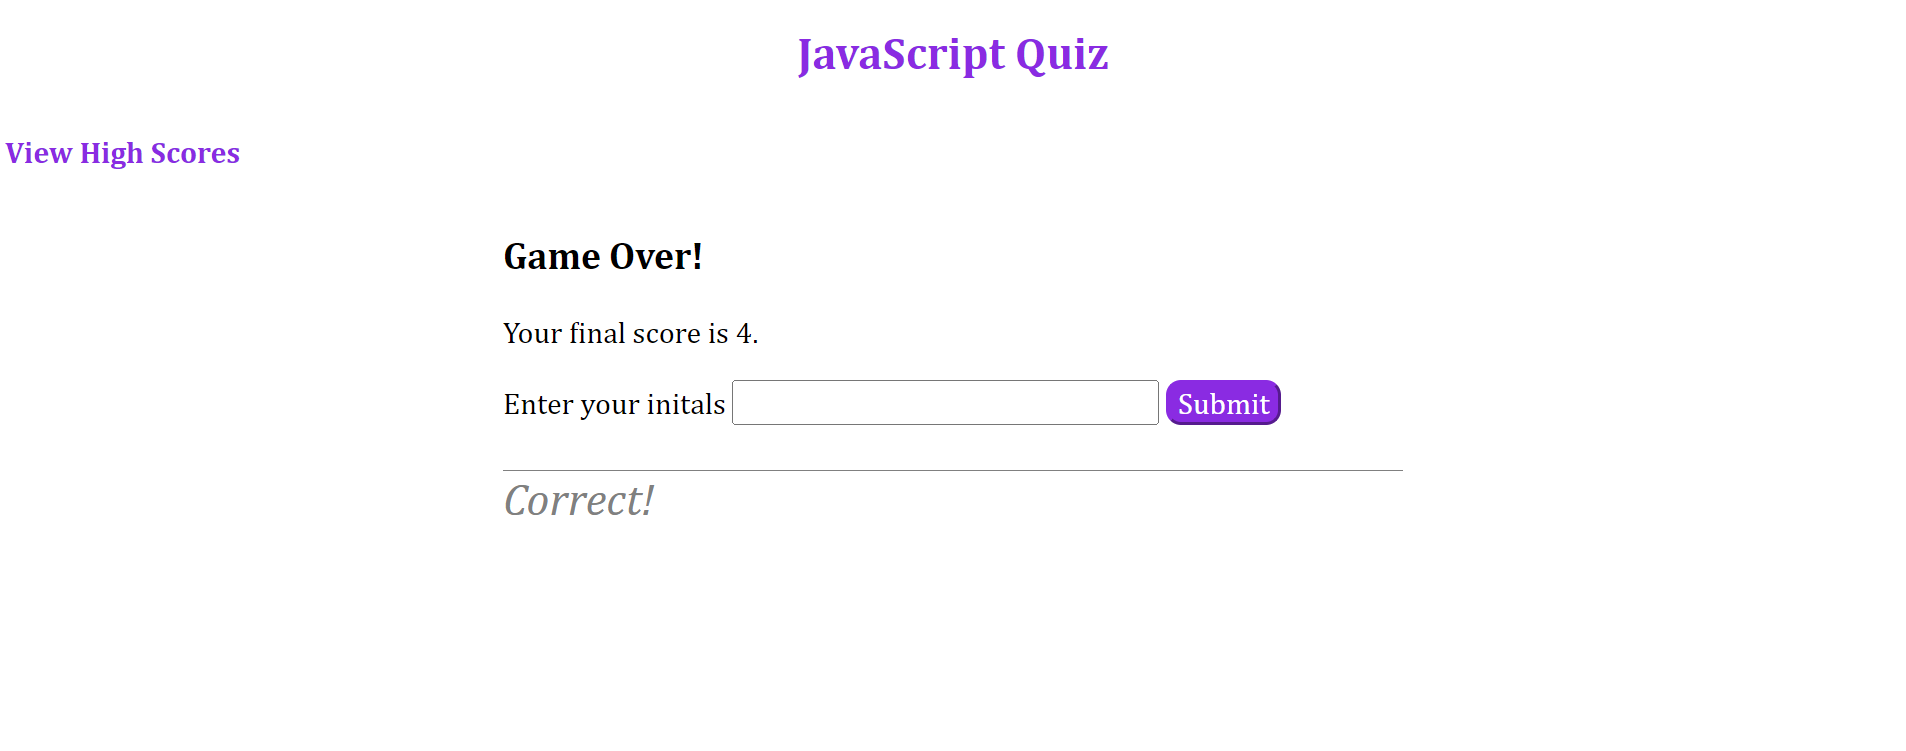 JavaScript Quiz
View High Scores
Game Over!
Your final score is 4.
Enter your initals Submit
Correct!